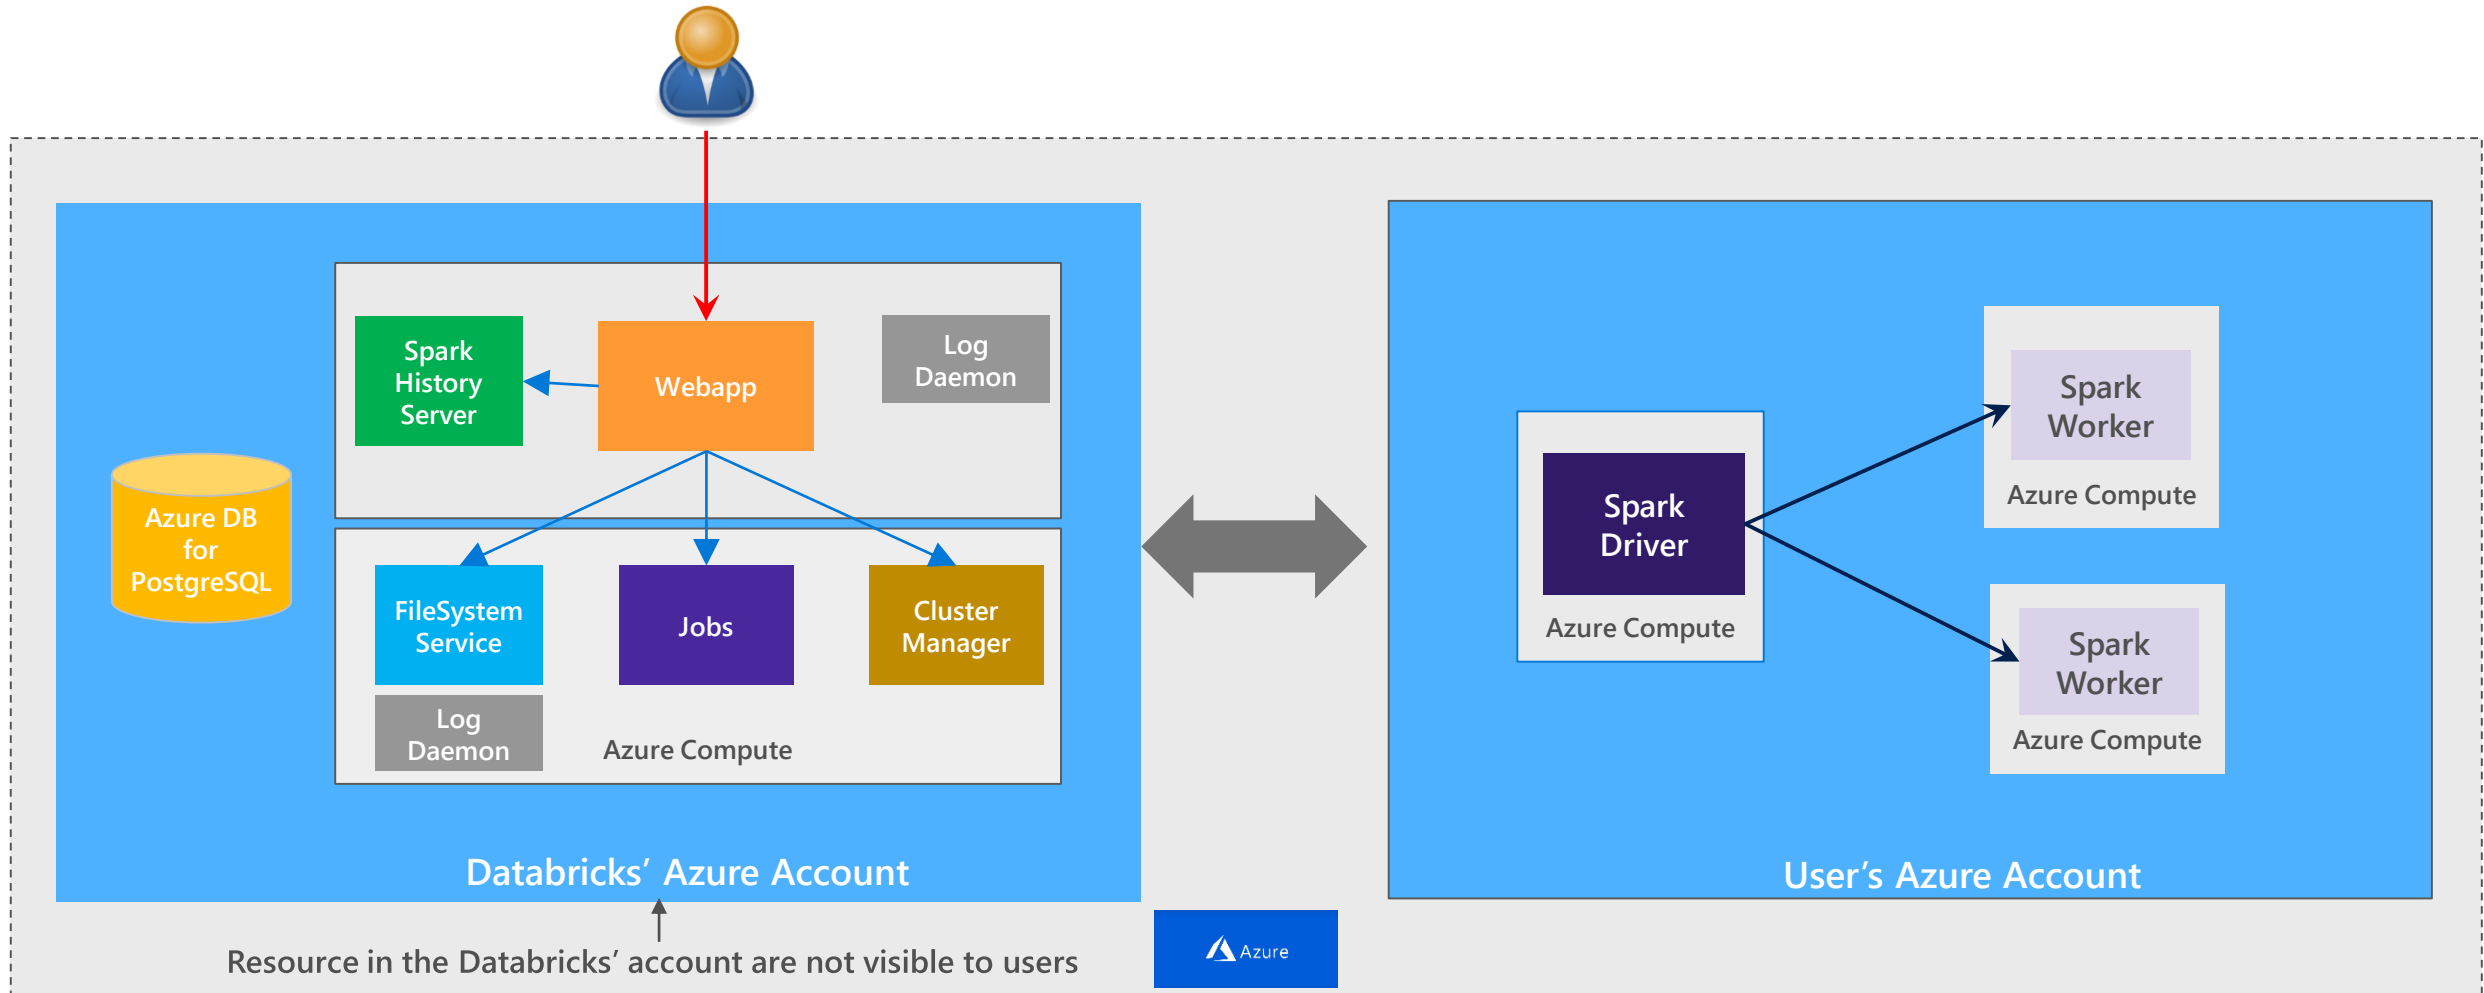 Spark
History
Server
Webapp
Log
Daemon
Azure DB
for
PostgreSQL
FileSystem
Service
Jobs
Cluster
Manager
Log
Daemon
Azure Compute
Databricks’ Azure Account
Resource in the Databricks’ account are not visible to users
Spark
Driver
Azure Compute
Spark
Worker
Azure Compute
Spark
Worker
Azure Compute
User’s Azure Account
Azure